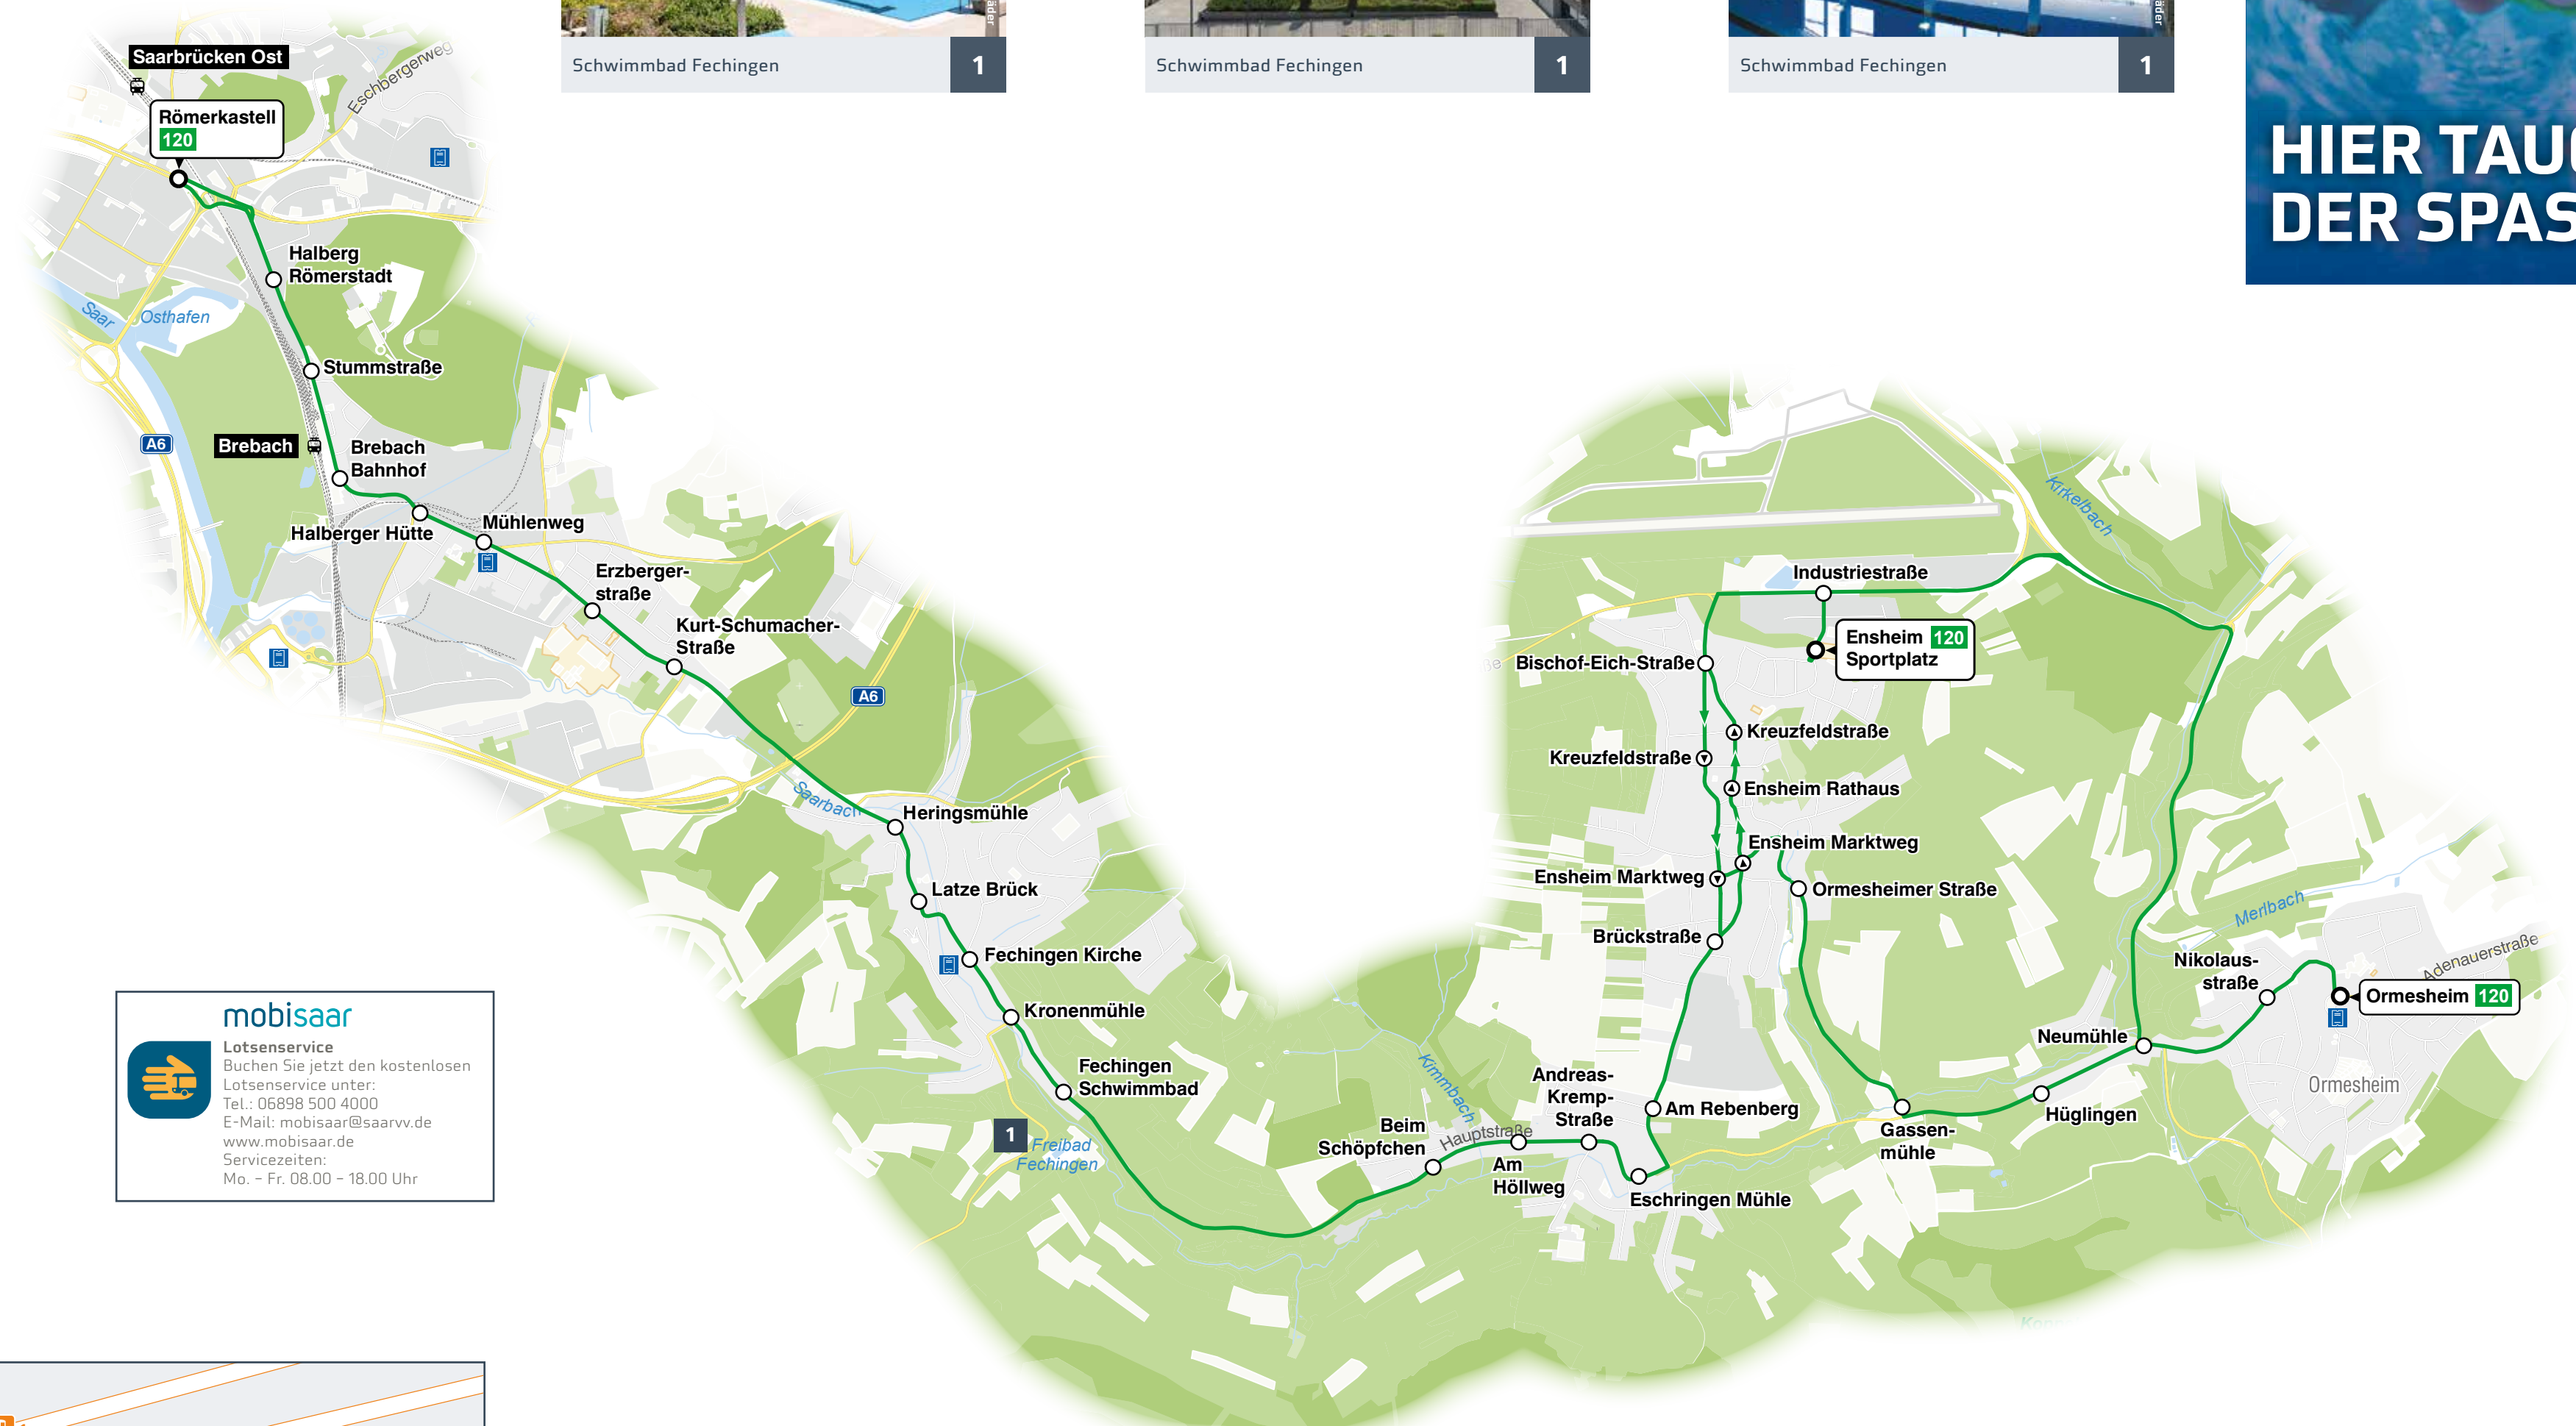 Schwimmbad Fechingen
1
Schwimmbad Fechingen
1
Schwimmbad Fechingen
1
DER SPAS
Saarbrücken Ost
Eschbergerweg
Römerkastell
120
Halberg
Römerstadt
Saar
Osthafen
Stummstraße
A6
Brebach
Brebach
Bahnhof
Halberger Hütte
Mühlenweg
Erzberger-
straße
Kurt-Schumacher-
Straße
A6
Saarbach
Heringsmühle
Latze Brück
Fechingen Kirche
Kronenmühle
Fechingen
Schwimmbad
1
Freibad
Fechingen
Beim
Schöpfchen
Kimmbach
Hauptstraße
Am
Höllweg
Andreas-
Kremp-
Straße
Eschringen Mühle
Am Rebenberg
Brückstraße
Ensheim Marktweg
Ensheim Marktweg
Ensheim Rathaus
Kreuzfeldstraße
Kreuzfeldstraße
Bischof-Eich-Straße
Industriestraße
Ensheim 120
Sportplatz
Kirkelbach
Ormesheimer Straße
Gassen-
mühle
Hüglingen
Neumühle
Merlbach
Nikolaus-
straße
Adenauerstraße
Ormesheim 120
Ormesheim
mobisaar
Lotsenservice
Buchen Sie jetzt den kostenlosen
Lotsenservice unter:
Tel.: 06898 500 4000
E-Mail: mobisaar@saarvv.de
www.mobisaar.de
Servicezeiten:
Mo. – Fr. 08.00 – 18.00 Uhr
HIER TAU